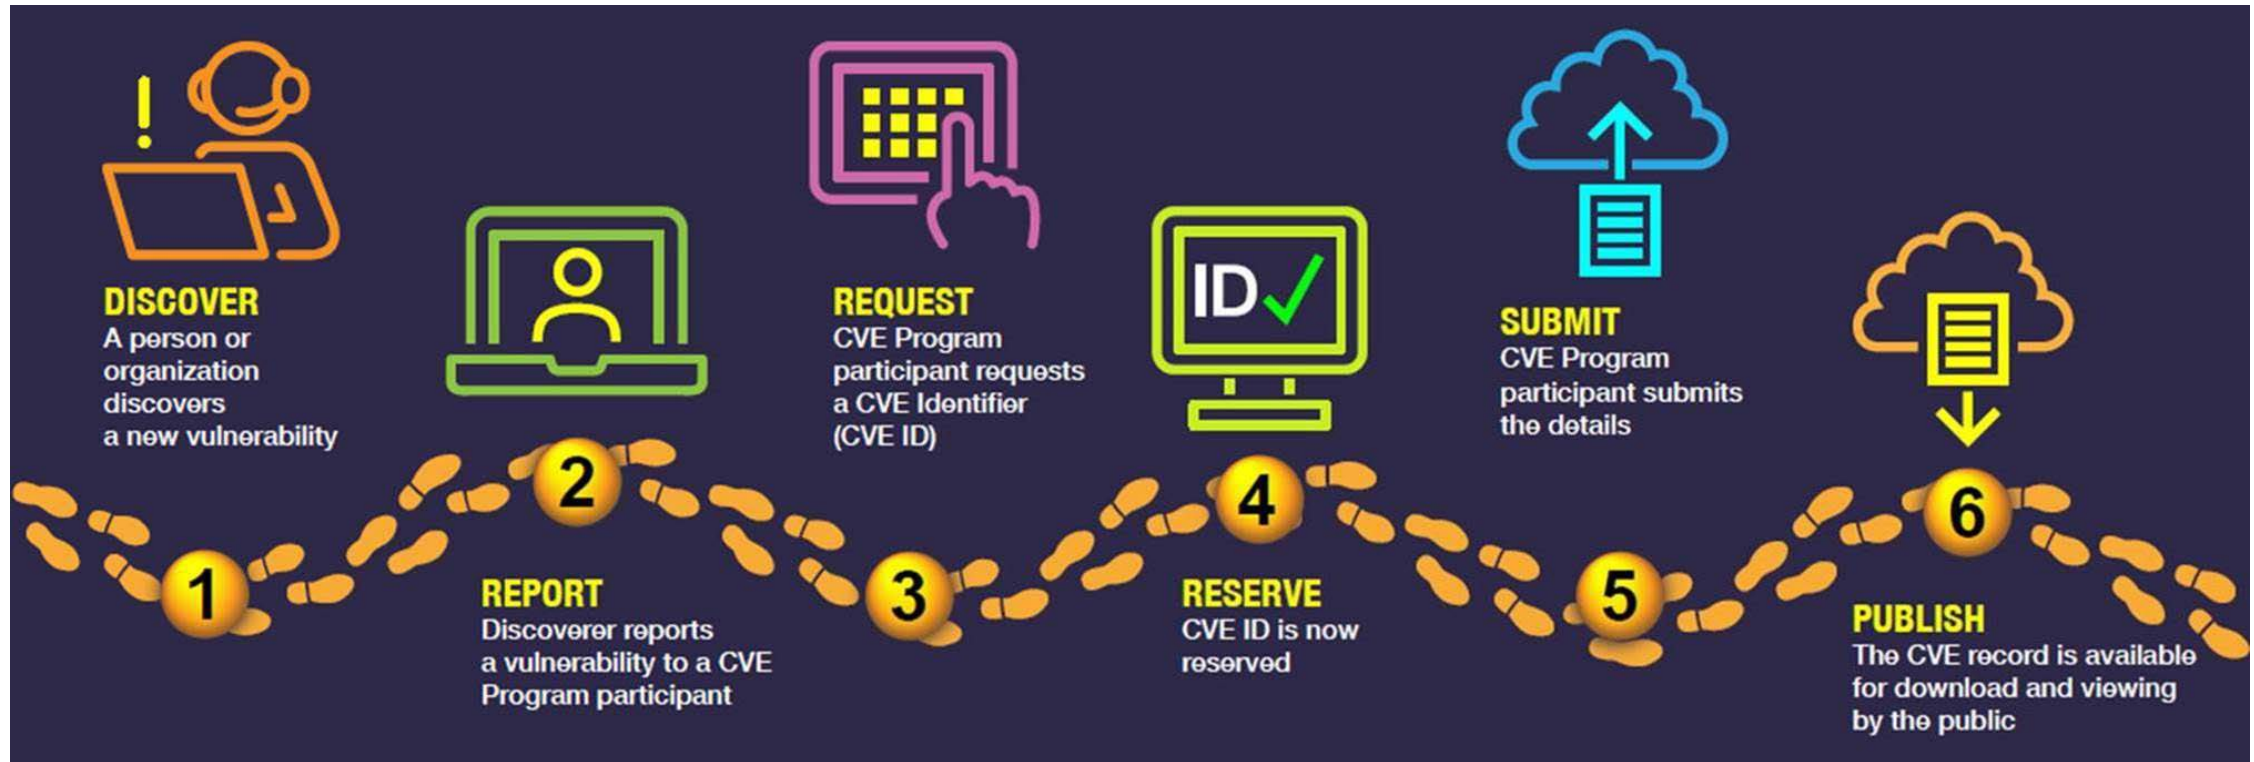 DISCOVER
A person or
organization
discovers
a new vulnerability
1
2
REPORT
Discoverer reports
a vulnerability to a CVE
Program participant
REQUEST
CVE Program
participant requests
a CVE Identifier
(CVE ID)
3
ID
4
RESERVE
CVE ID is now
reserved
SUBMIT
CVE Program
participant submits
the details
5
6
PUBLISH
The CVE record is available
for download and viewing
by the public